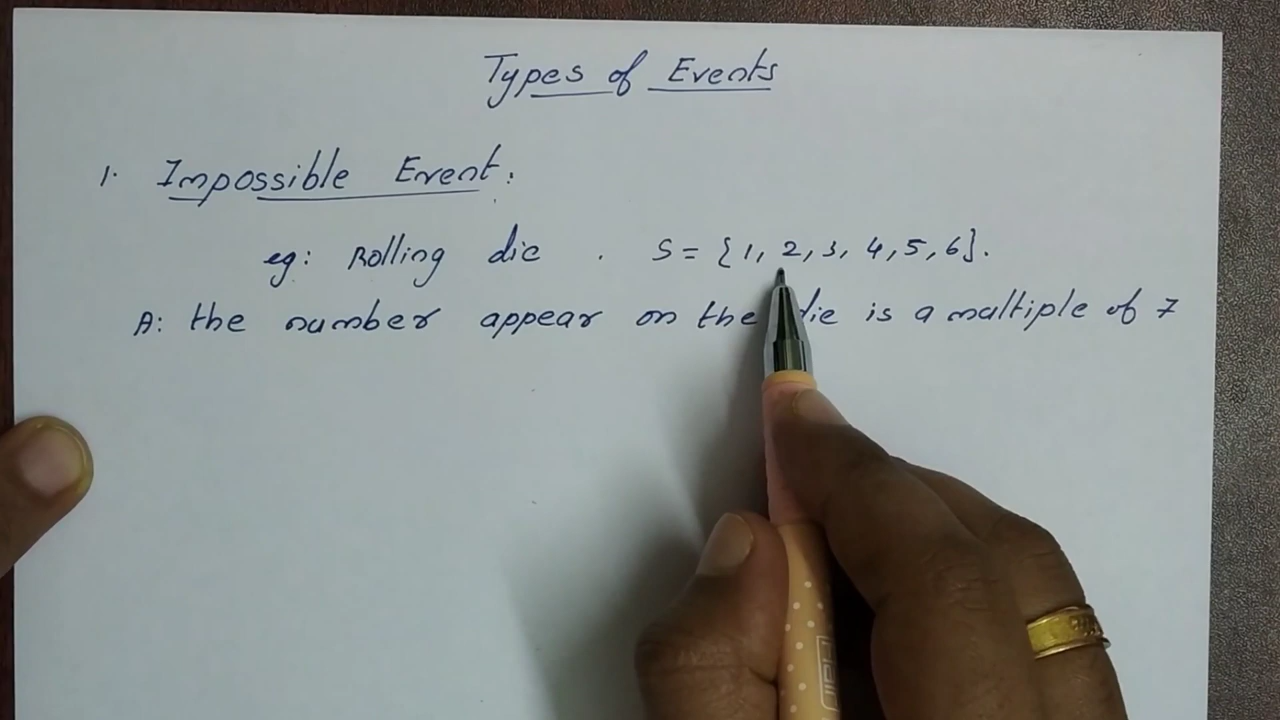 Types of Events
1. Impossible Event:
eg: Rolling die . S = {1, 2, 3, 4, 5, 6}.
A: the number appear on the die is a multiple of 7